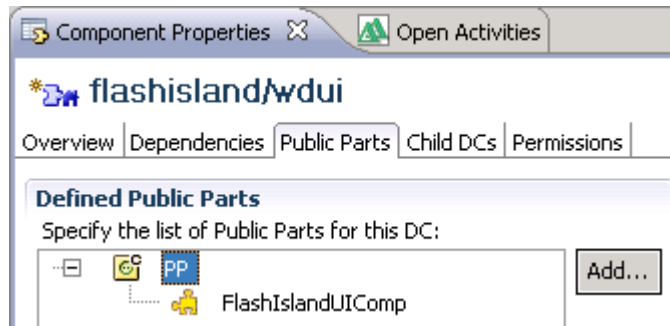 Component Properties Open Activities
flashisland/wdui
Overview Dependencies Public Parts Child DCs Permissions
Defined Public Parts
Specify the list of Public Parts for this DC:
PP
Add...
FlashIslandUIComp